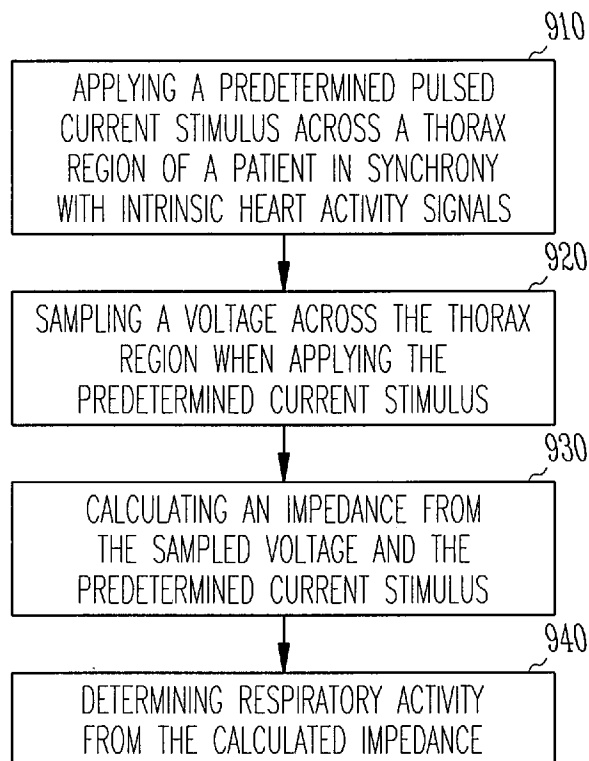 910
APPLYING A PREDETERMINED PULSED
CURRENT STIMULUS ACROSS A THORAX
REGION OF A PATIENT IN SYNCHRONY
WITH INTRINSIC HEART ACTIVITY SIGNALS
920
SAMPLING A VOLTAGE ACROSS THE THORAX
REGION WHEN APPLYING THE
PREDETERMINED CURRENT STIMULUS
930
CALCULATING AN IMPEDANCE FROM
THE SAMPLED VOLTAGE AND THE
PREDETERMINED CURRENT STIMULUS
940
DETERMINING RESPIRATORY ACTIVITY
FROM THE CALCULATED IMPEDANCE